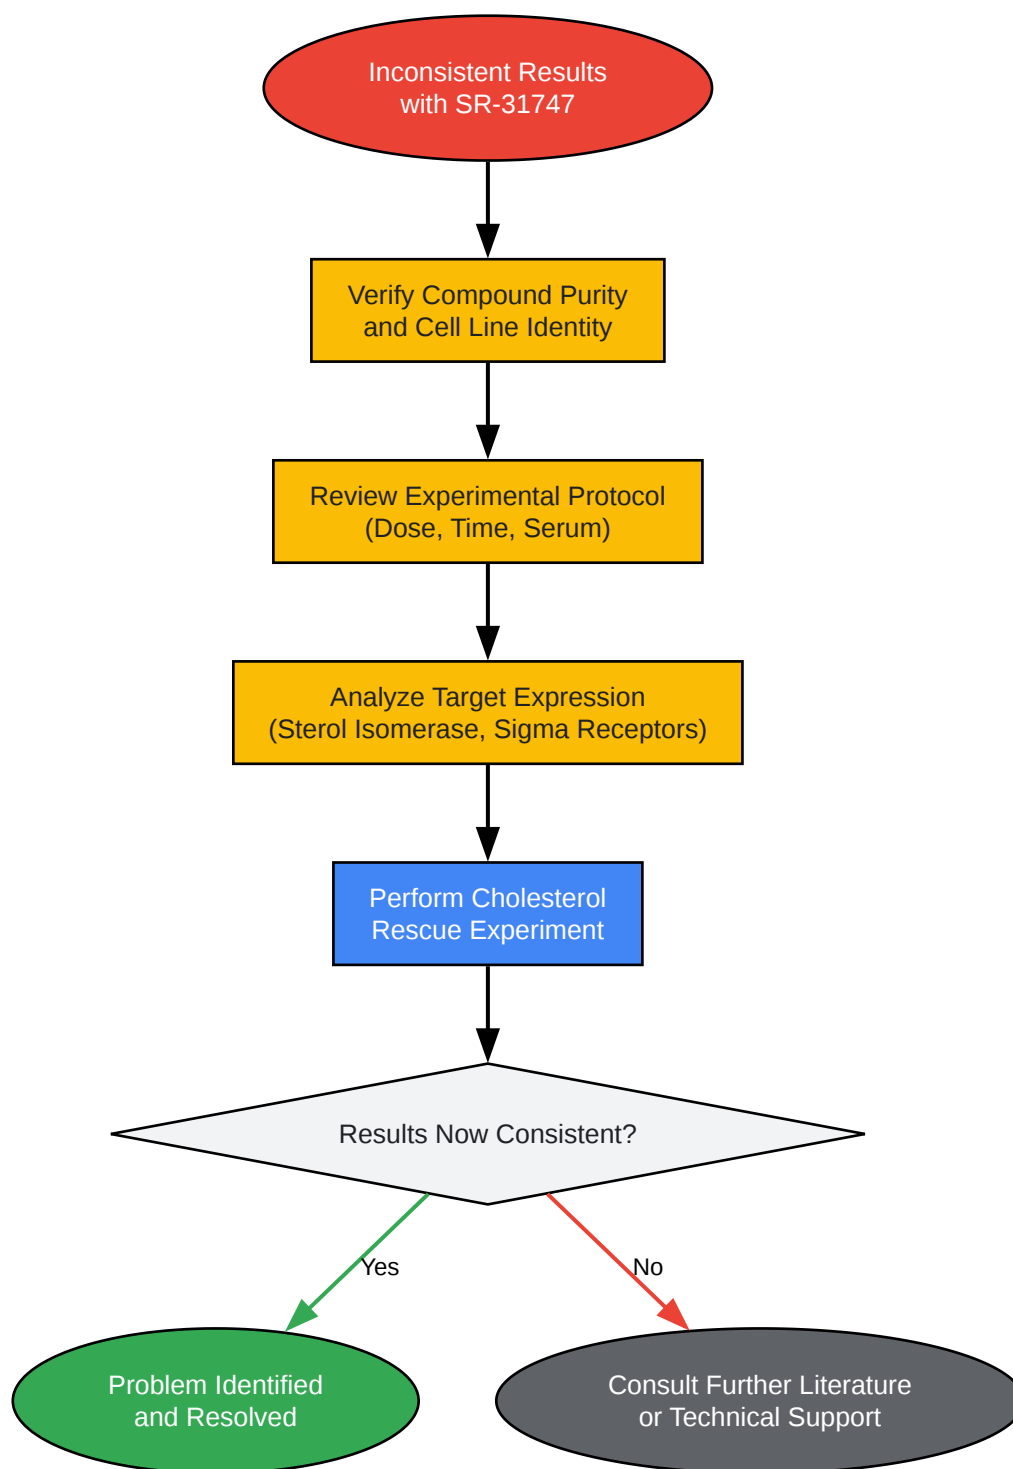 Inconsistent Results
with SR-31747
Verify Compound Purity
and Cell Line Identity
Review Experimental Protocol
(Dose, Time, Serum)
Analyze Target Expression
(Sterol Isomerase, Sigma Receptors)
Perform Cholesterol
Rescue Experiment
Results Now Consistent?
Yes
No
Problem Identified
and Resolved
Consult Further Literature
or Technical Support